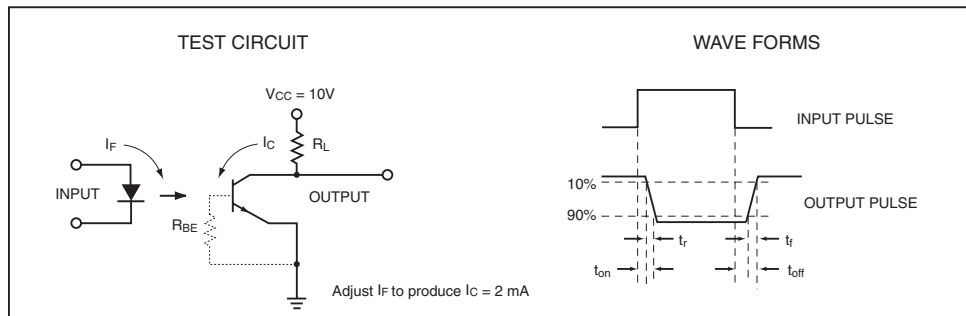 TEST CIRCUIT
VCC = 10V
IF
IC
RL
INPUT
OUTPUT
RBE
Adjust IF to produce IC = 2 mA
WAVE FORMS
INPUT PULSE
10%
OUTPUT PULSE
90%
tr
tf
ton
toff